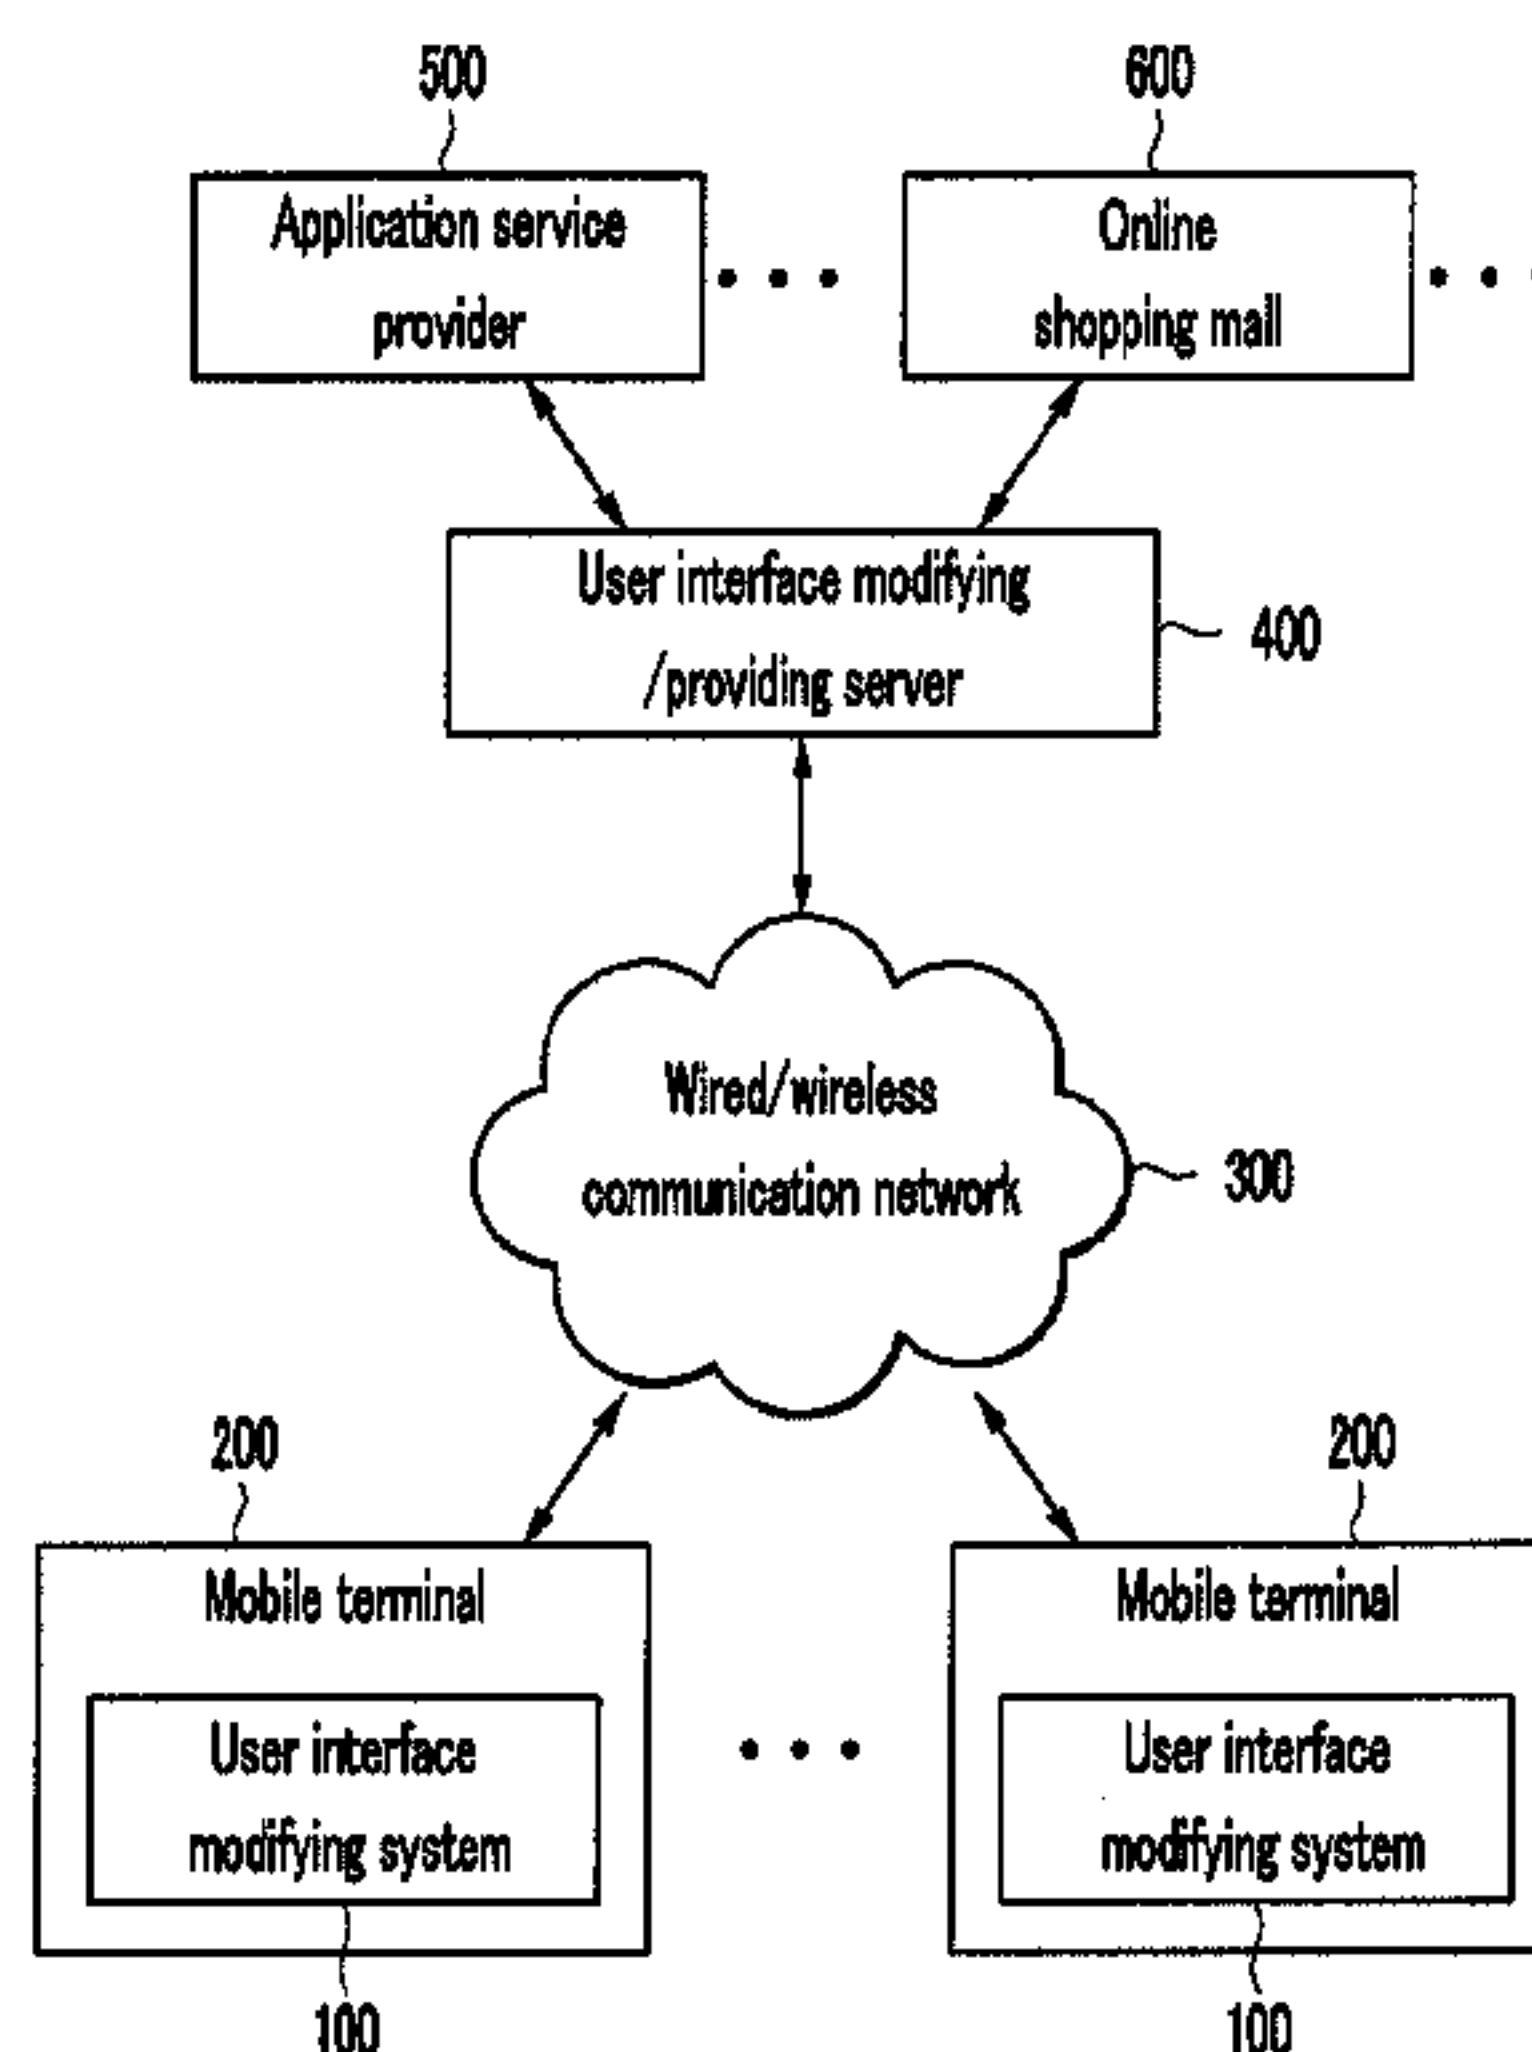 500
600
Application service
provider
Online
shopping mall
User interface modifying
/providing server
400
Wired/wireless
communication network
300
200
200
Mobile terminal
Mobile terminal
User interface
modifying system
User interface
modifying system
100
100